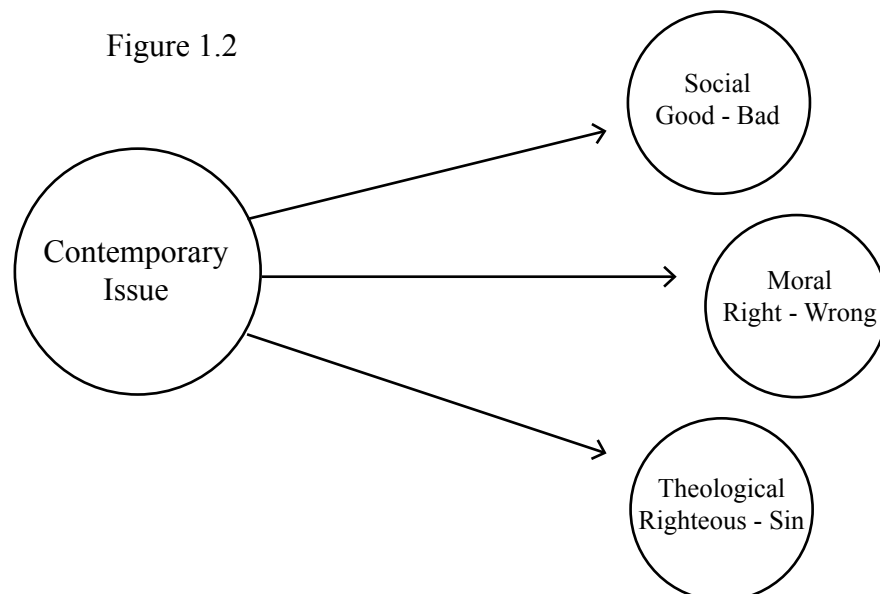 Figure 1.2
Contemporary
Issue
Social
Good - Bad
Moral
Right - Wrong
Theological
Righteous - Sin